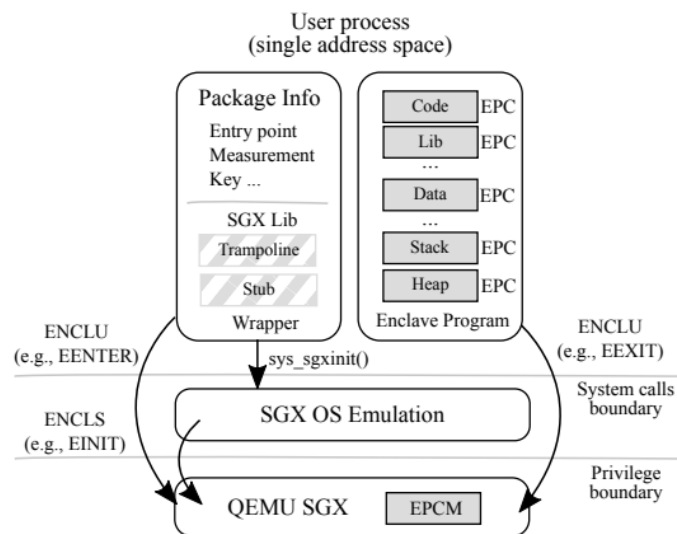 User process
(single address space)
Package Info
Entry point
Measurement
Key ...
SGX Lib
Trampoline
Stub
Wrapper
Code EPC
Lib EPC
...
Data EPC
...
Stack EPC
Heap EPC
Enclave Program
ENCLU
(e.g., EENTER)
sys_sgxinit()
ENCLU
(e.g., EEXIT)
System calls
boundary
SGX OS Emulation
ENCLS
(e.g., EINIT)
Privilege
boundary
QEMU SGX
EPCM